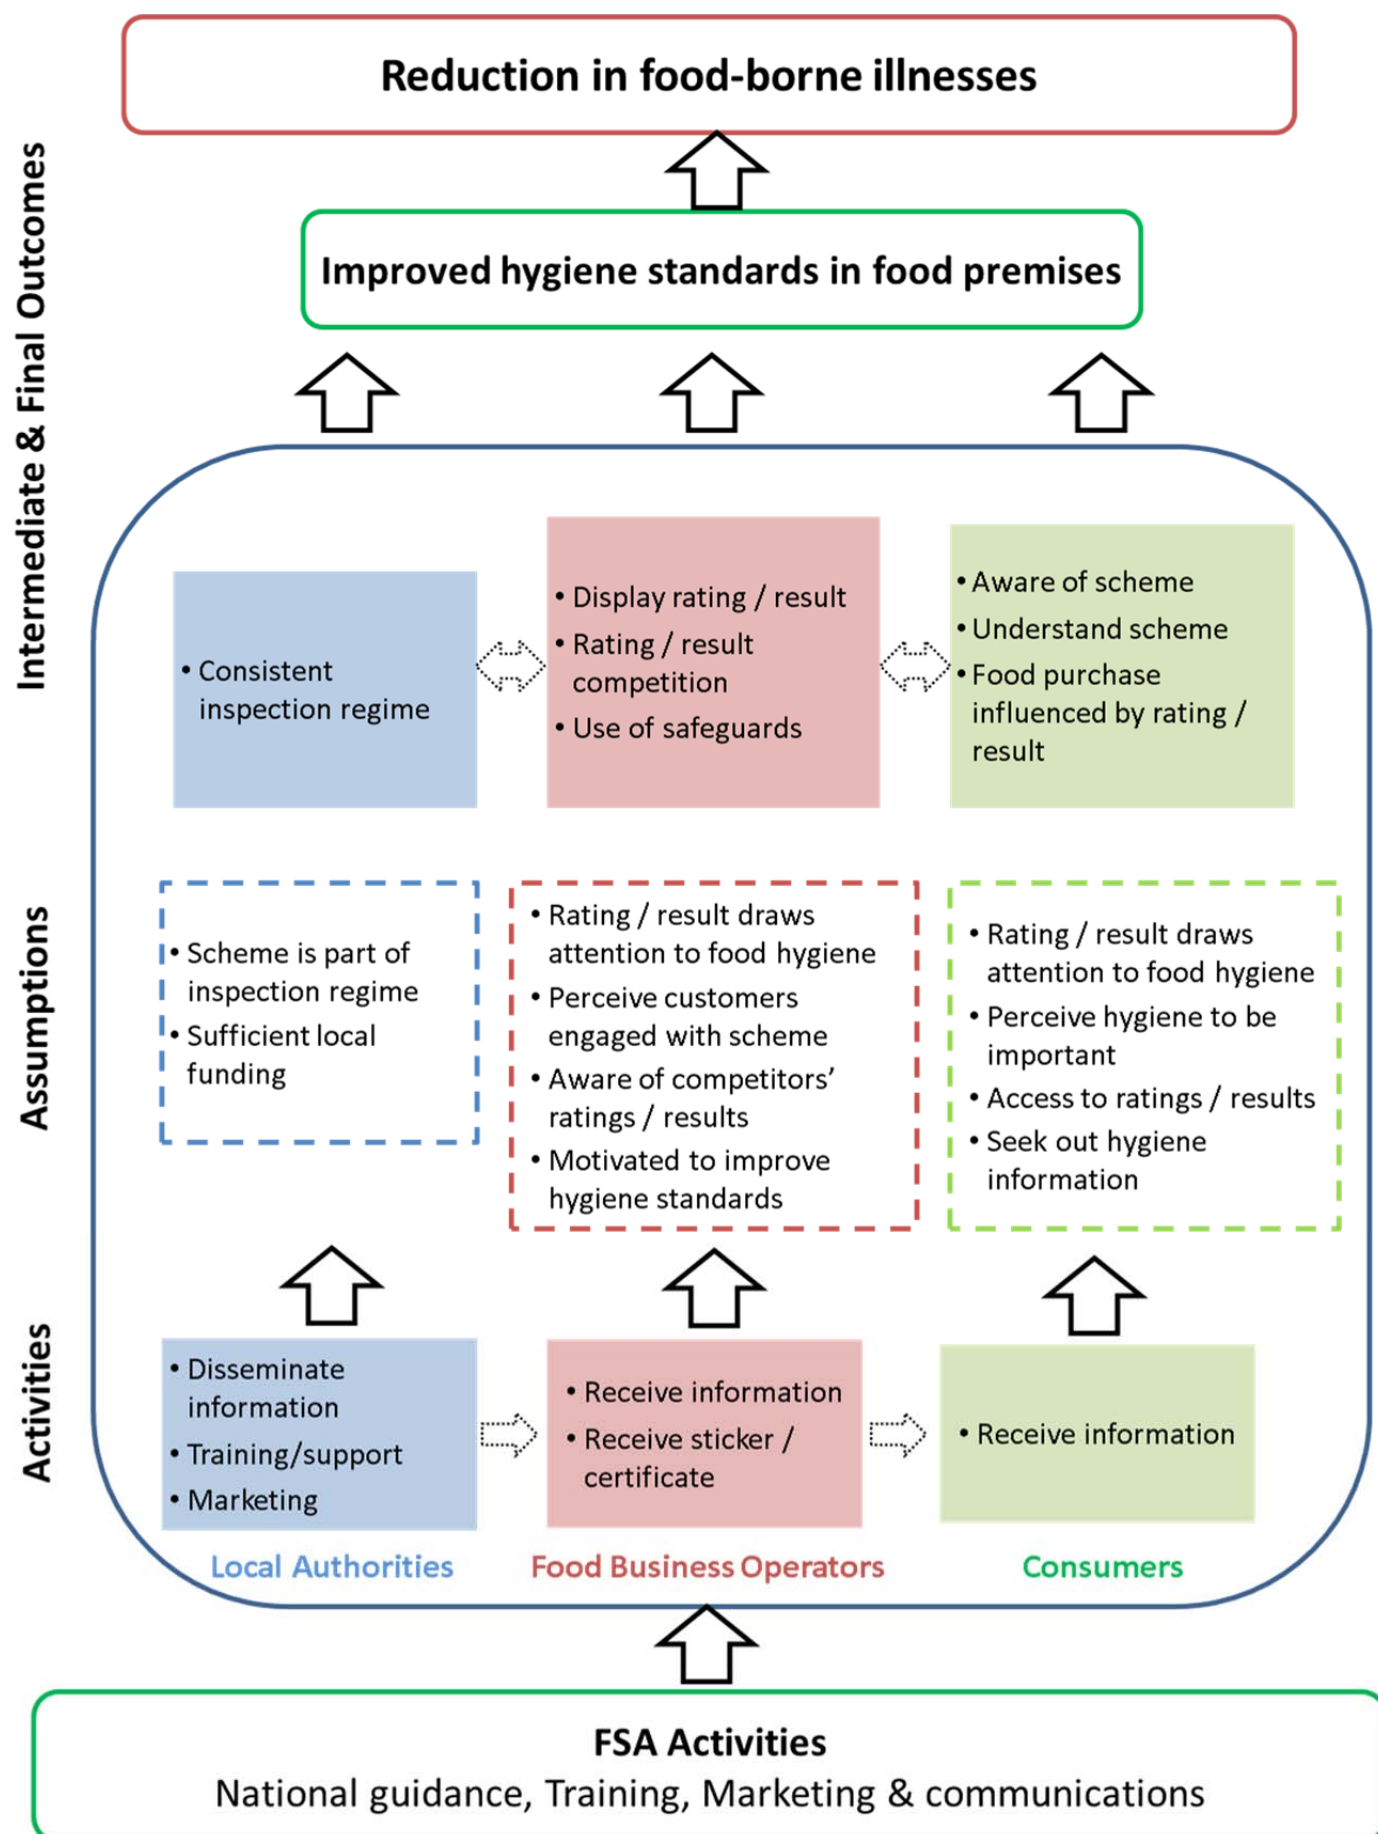 Reduction in food-borne illnesses
Improved hygiene standards in food premises
Intermediate & Final Outcomes
• Consistent
inspection regime
• Display rating / result
• Rating / result
competition
• Use of safeguards
• Aware of scheme
• Understand scheme
• Food purchase
influenced by rating /
result
Assumptions
• Scheme is part of
inspection regime
• Sufficient local
funding
• Rating / result draws
attention to food hygiene
• Perceive customers
engaged with scheme
• Aware of competitors’
ratings / results
• Motivated to improve
hygiene standards
• Rating / result draws
attention to food hygiene
• Perceive hygiene to be
important
• Access to ratings / results
• Seek out hygiene
information
Activities
• Disseminate
information
• Training/support
• Marketing
• Receive information
• Receive sticker /
certificate
• Receive information
Local Authorities
Food Business Operators
Consumers
FSA Activities
National guidance, Training, Marketing & communications